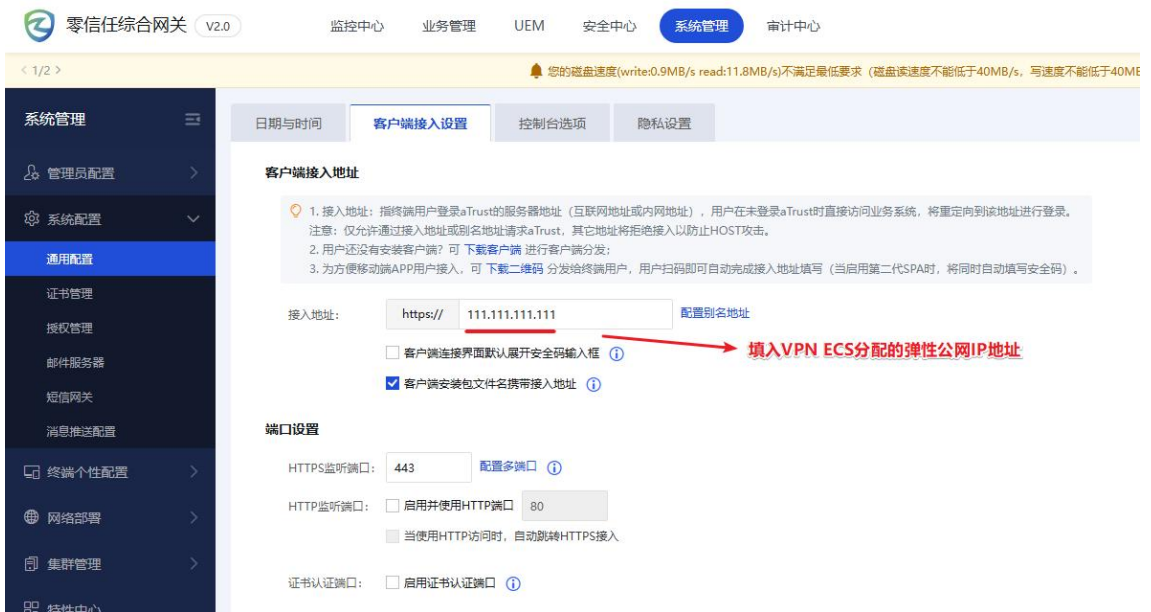 零信任综合网关 V2.0 监控中心 业务管理 UEM 安全中心 系统管理 审计中心
< 1/2 > 您的磁盘速度(write:0.9MB/s read:11.8MB/s)不满足最低要求（磁盘读速度不能低于40MB/s，写速度不能低于40ME
系统管理
管理员配置
系统配置
通用配置
证书管理
授权管理
邮件服务器
短信网关
消息推送配置
终端个性配置
网络部署
集群管理
特性中心
日期与时间 客户端接入设置 控制台选项 隐私设置
客户端接入地址
1. 接入地址：指终端用户登录aTrust的服务器地址（互联网地址或内网地址），用户在未登录aTrust时直接访问业务系统，将重定向到该地址进行登录。
注意：仅允许通过接入地址或别名地址请求aTrust，其它地址将拒绝接入以防止HOST攻击。
2. 用户还没有安装客户端？可 下载客户端 进行客户端分发;
3. 为方便移动端APP用户接入，可 下载二维码 分发给终端用户，用户扫码即可自动完成接入地址填写（当启用第二代SPA时，将同时自动填写安全码）。
接入地址： https:// 111.111.111.111 配置别名地址
填入VPN ECS分配的弹性公网IP地址
客户端连接界面默认展开安全码输入框
客户端安装包文件名携带接入地址
端口设置
HTTPS监听端口： 443 配置多端口
HTTP监听端口： 启用并使用HTTP端口 80
当使用HTTP访问时，自动跳转HTTPS接入
证书认证端口： 启用证书认证端口